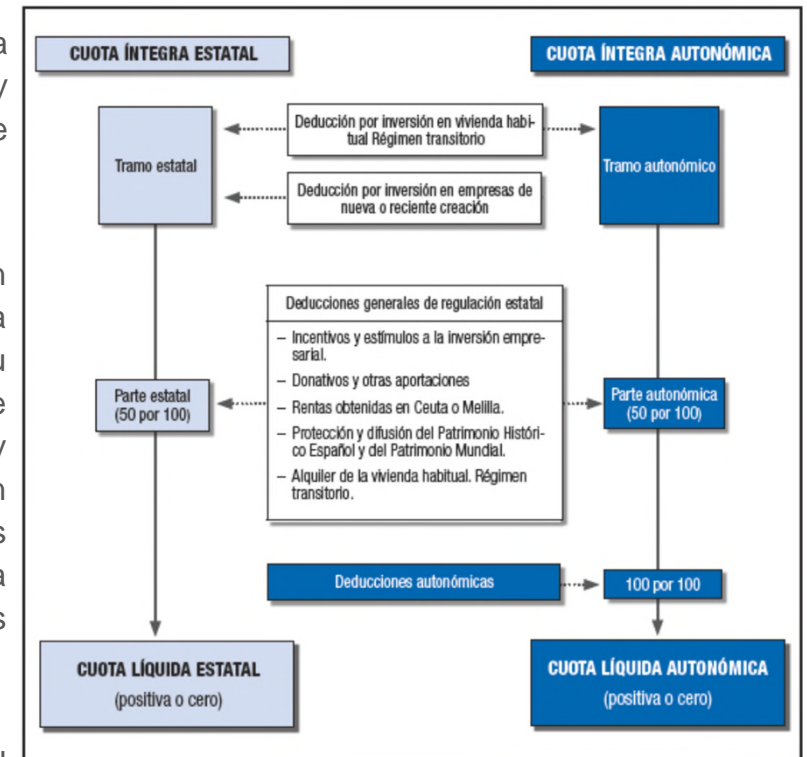 CUOTA ÍNTEGRA ESTATAL
CUOTA ÍNTEGRA AUTONÓMICA
Tramo estatal
Deducción por inversión en vivienda habi-
tual Régimen transitorio
Deducción por inversión en empresas de
nueva o reciente creación
Tramo autonómico
Deducciones generales de regulación estatal
– Incentivos y estímulos a la inversión empre-
sarial.
– Donativos y otras aportaciones
– Rentas obtenidas en Ceuta o Melilla.
– Protección y difusión del Patrimonio Históri-
co Español y del Patrimonio Mundial.
– Alquiler de la vivienda habitual. Régimen
transitorio.
Parte estatal
(50 por 100)
Parte autonómica
(50 por 100)
Deducciones autonómicas
100 por 100
CUOTA LÍQUIDA ESTATAL
(positiva o cero)
CUOTA LÍQUIDA AUTONÓMICA
(positiva o cero)